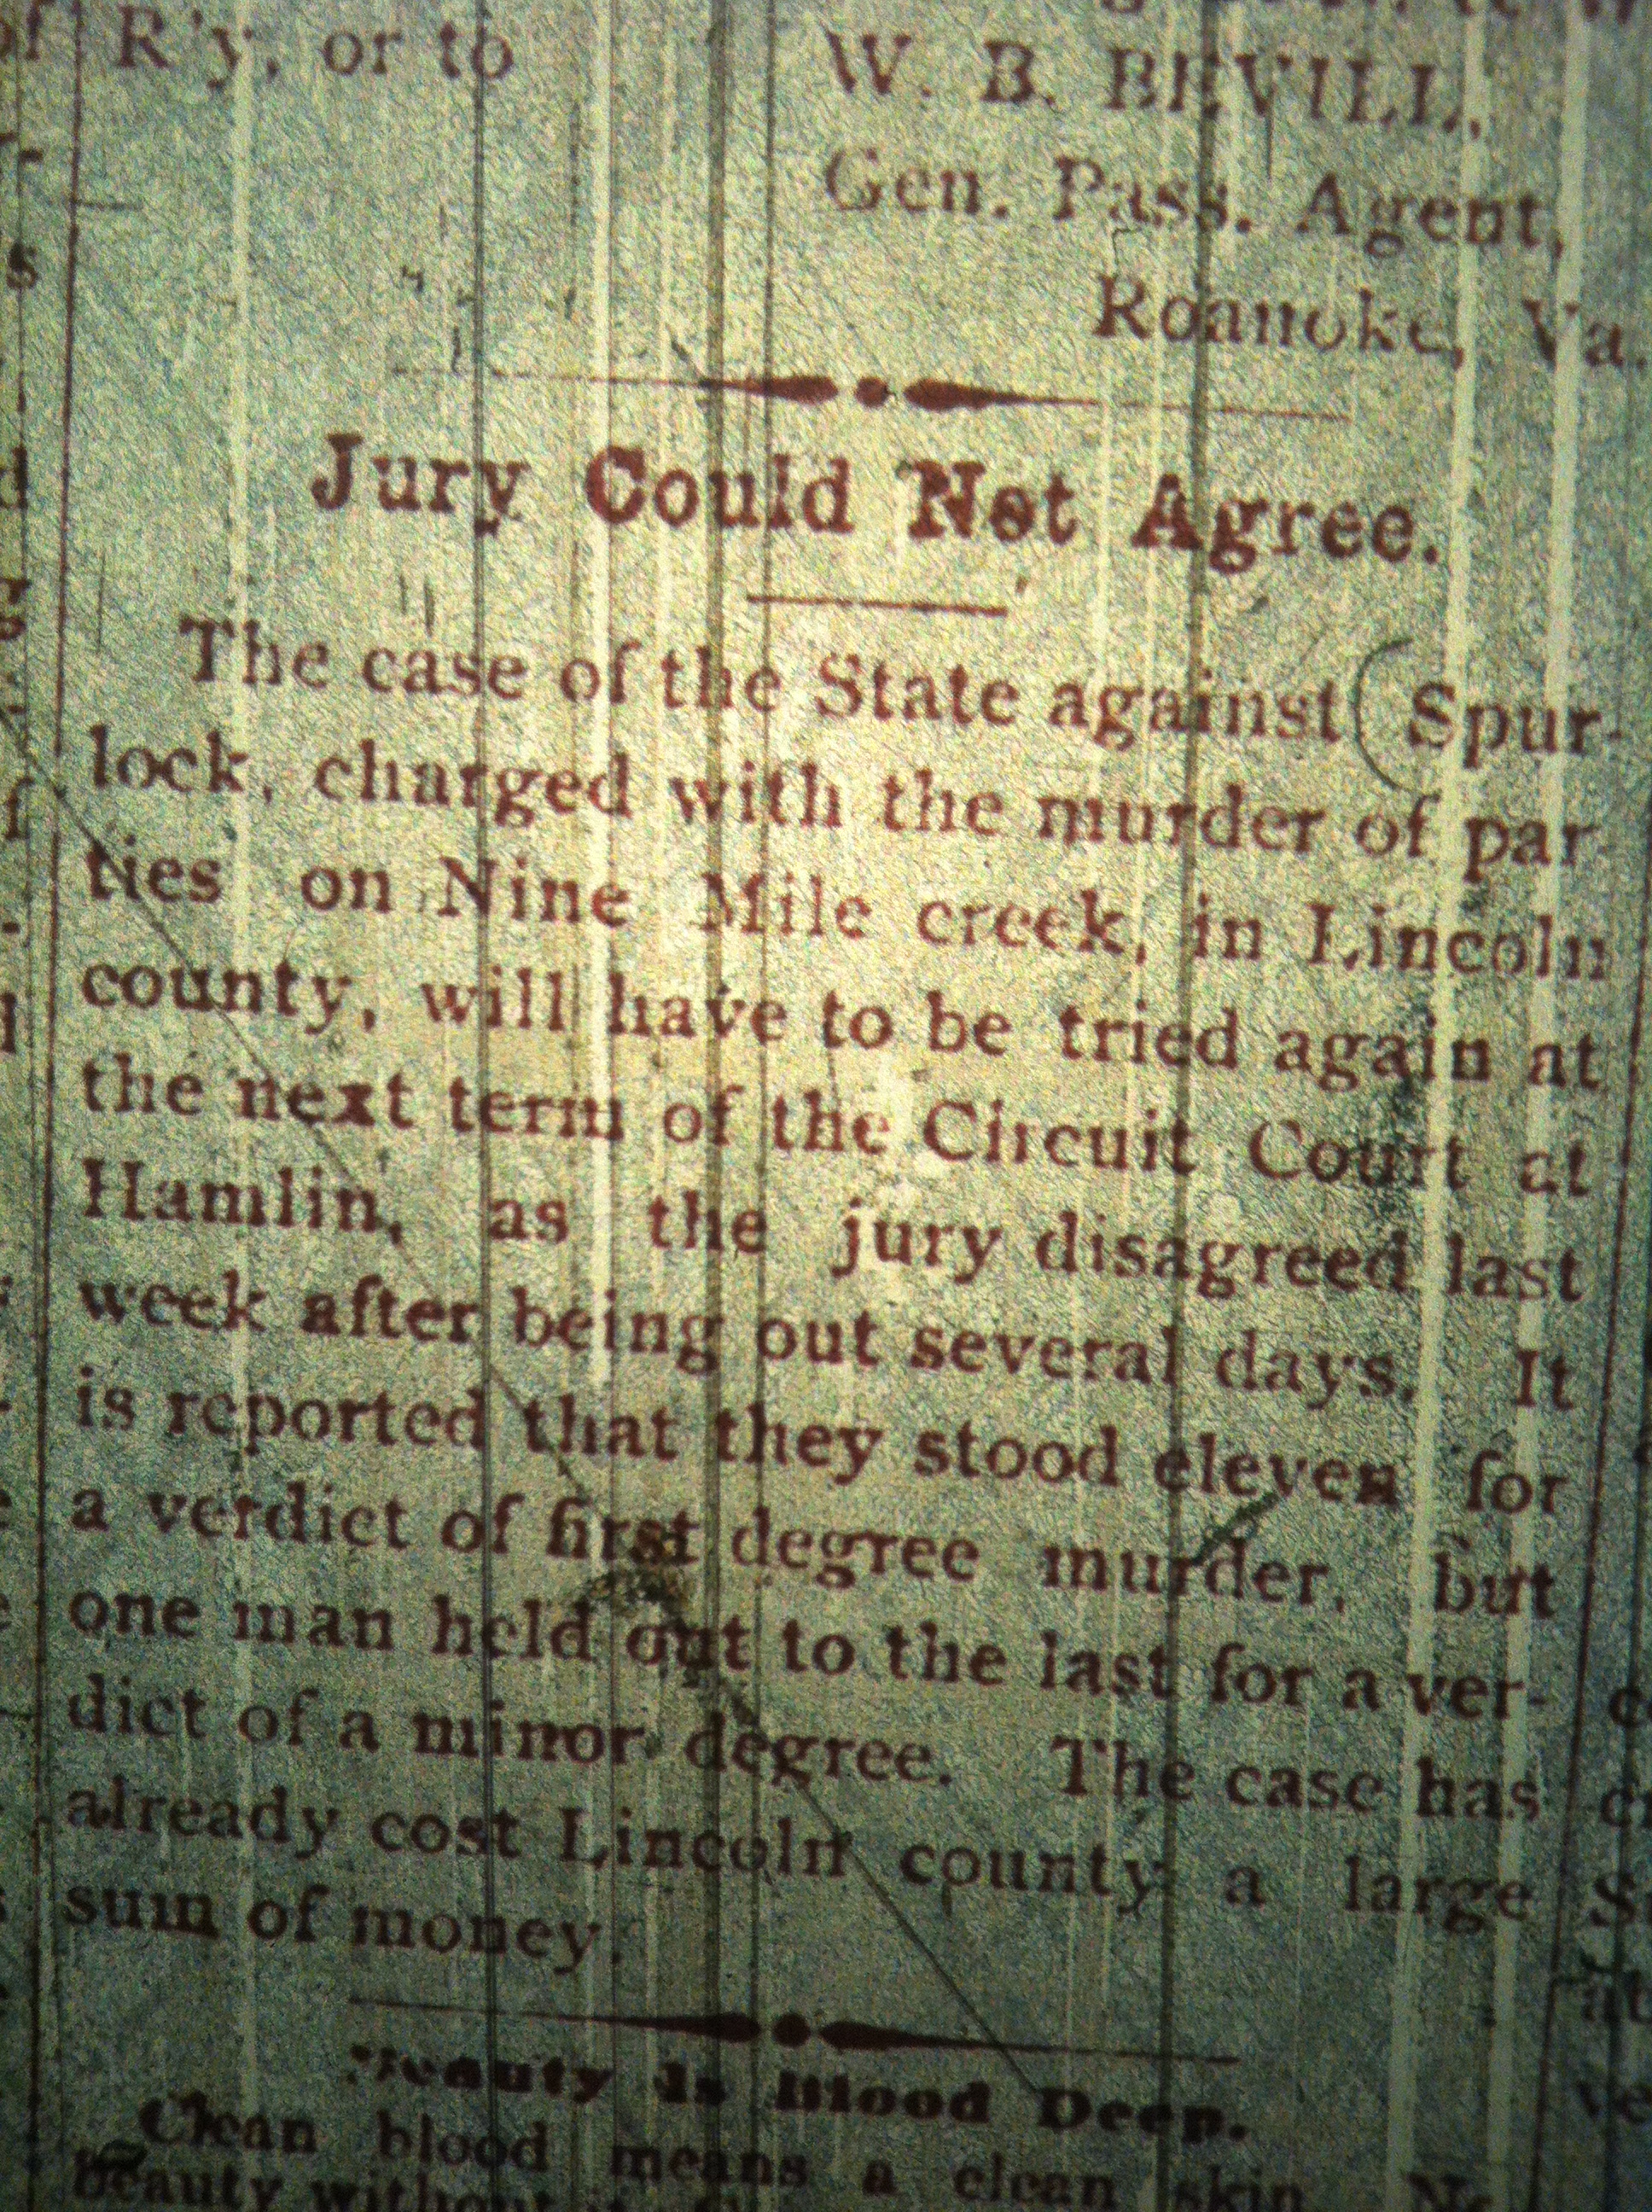 R'y, or to
W. B. BEVILL,
Gen. Pass. Agent,
Roanoke, Va.
Jury Could Not Agree.
The case of the State against Spur-
lock, charged with the murder of par
ties on Nine Mile creek, in Lincoln
county, will have to be tried again at
the next term of the Circuit Court at
Hamlin, as the jury disagreed last
week after being out several days. It
is reported that they stood eleven for
a verdict of first degree murder, but
one man held out to the last for a ver-
dict of a minor degree. The case has
already cost Lincoln county a large
sum of money.
Beauty Is Blood Deep.
Clean blood means a clean skin. No
beauty without